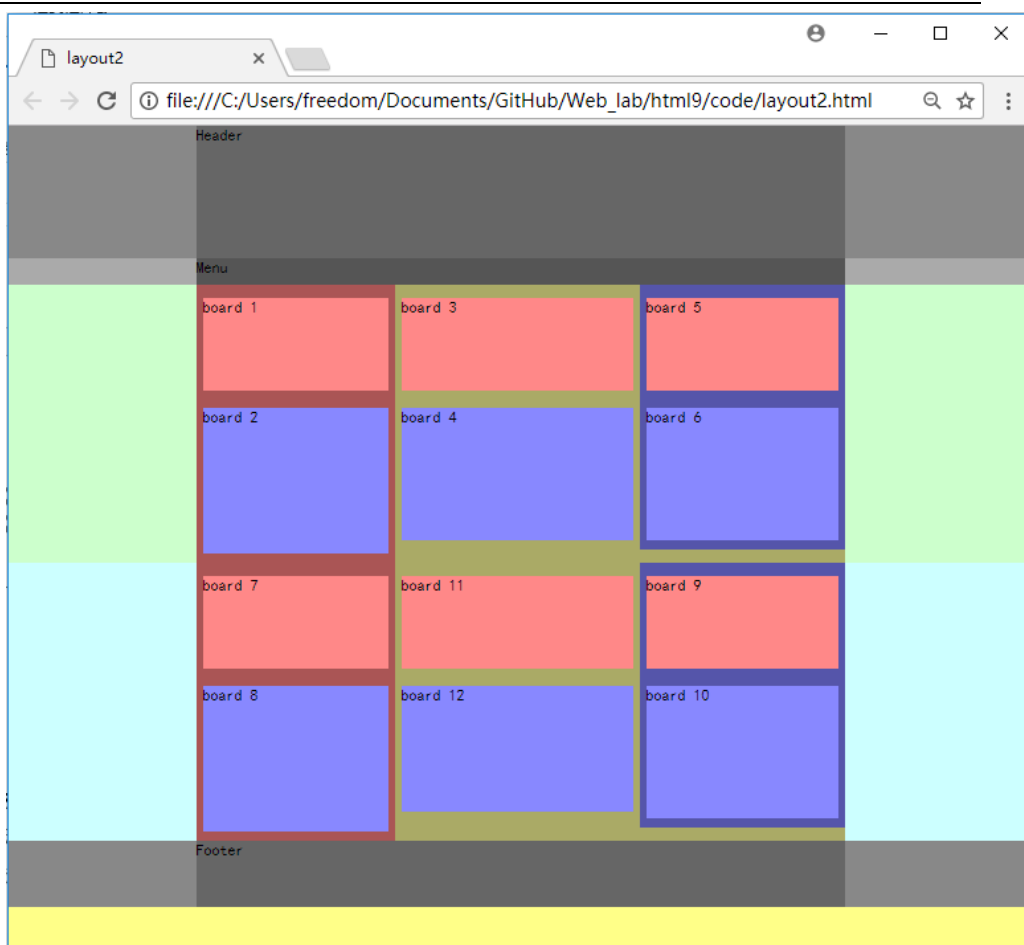 layout2
file:///C:/Users/freedom/Documents/GitHub/Web_lab/html9/code/layout2.html
Header
Menu
board 1
board 3
board 5
board 2
board 4
board 6
board 7
board 11
board 9
board 8
board 12
board 10
Footer